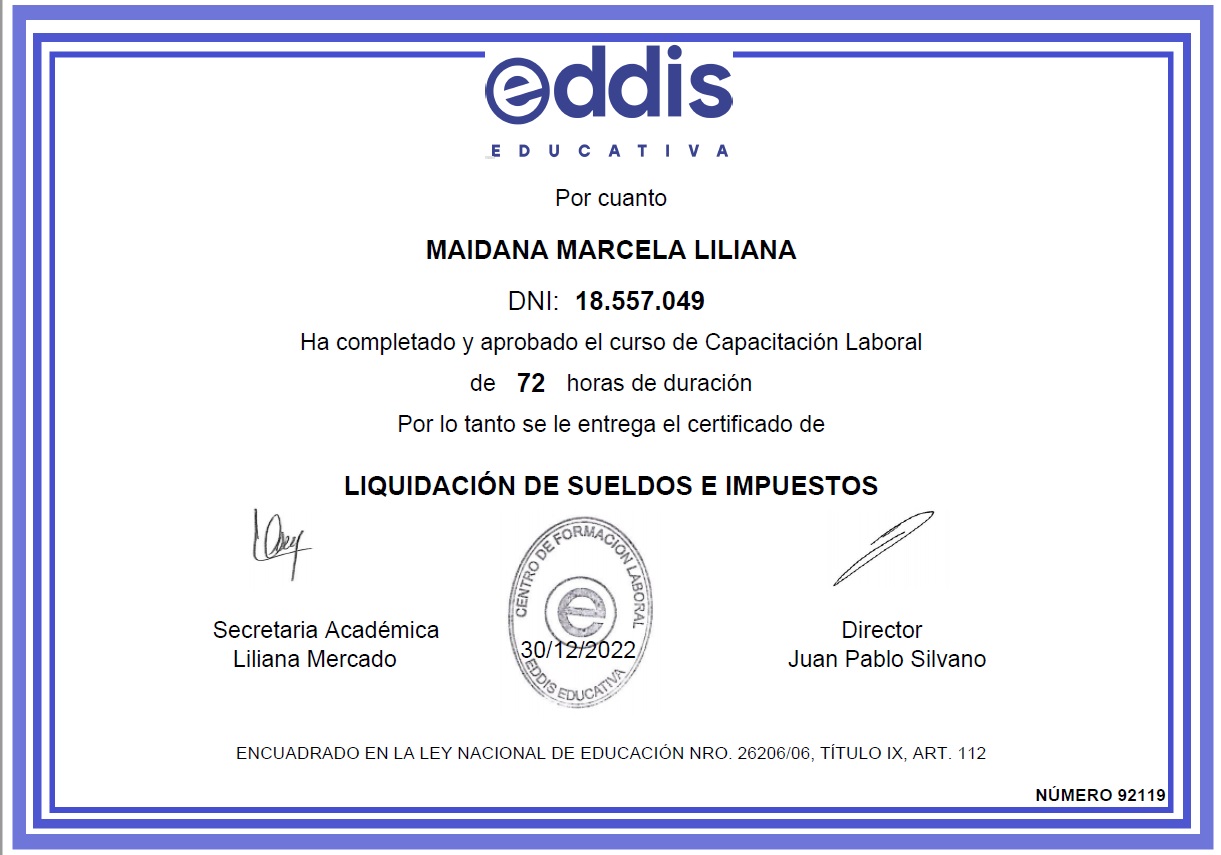 eddis
EDUCATIVA
Por cuanto
MAIDANA MARCELA LILIANA
DNI: 18.557.049
Ha completado y aprobado el curso de Capacitación Laboral
de 72 horas de duración
Por lo tanto se le entrega el certificado de
LIQUIDACIÓN DE SUELDOS E IMPUESTOS
CENTRO DE FORMACION LABORAL
e
30/12/2022
EDDIS EDUCATIVA
Secretaria Académica
Liliana Mercado
Director
Juan Pablo Silvano
ENCUADRADO EN LA LEY NACIONAL DE EDUCACIÓN NRO. 26206/06, TÍTULO IX, ART. 112
NÚMERO 92119